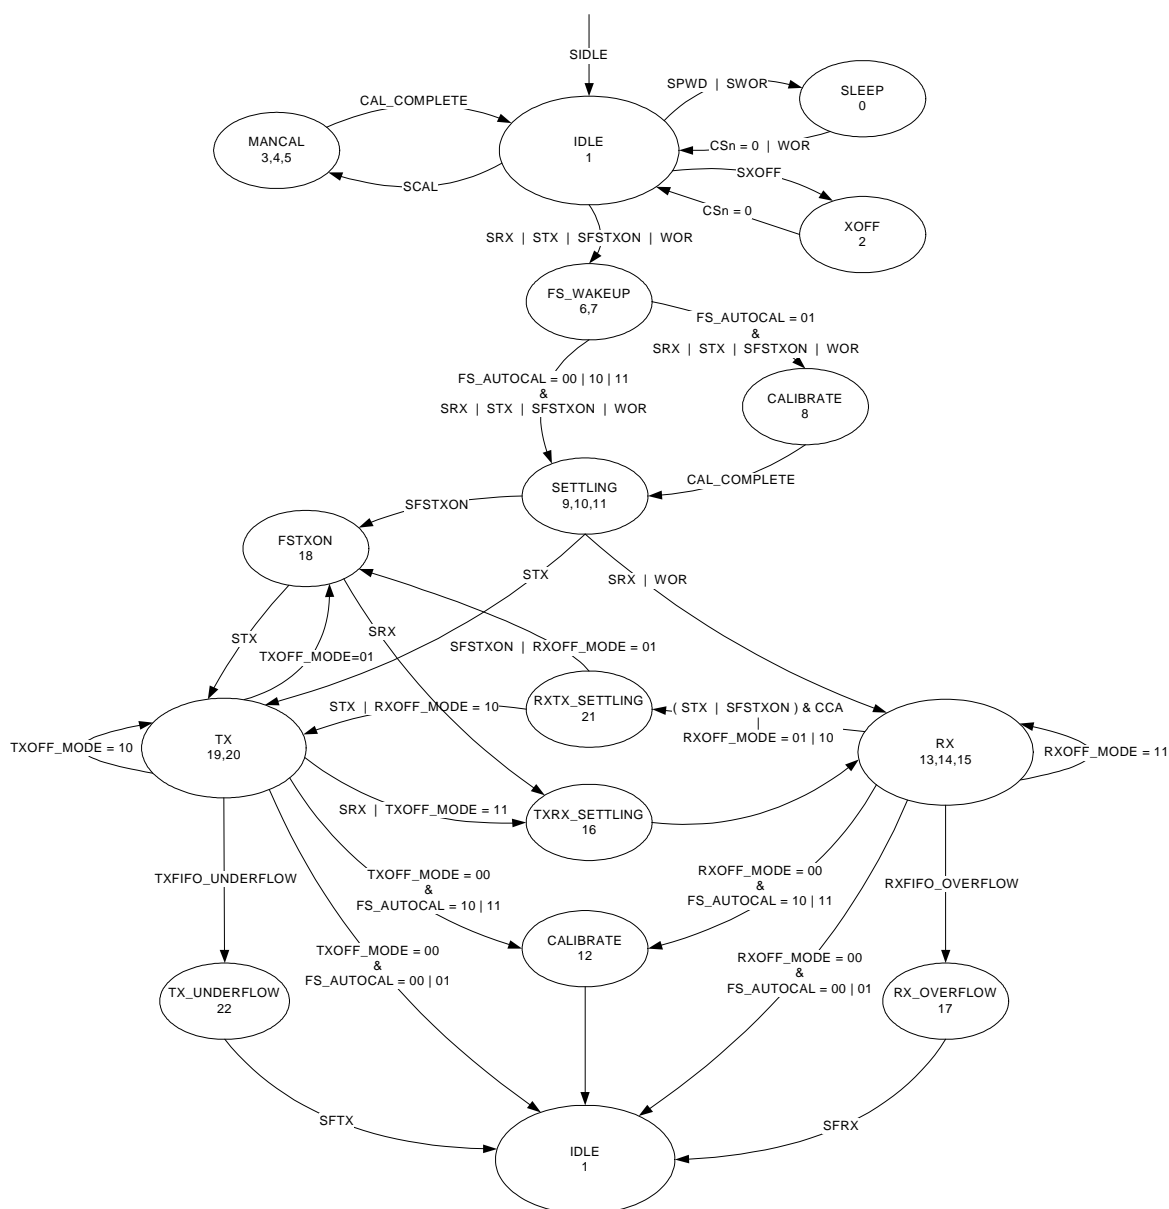 SIDLE
SPWD | SWOR
SLEEP
0
CAL_COMPLETE
MANCAL
3,4,5
IDLE
1
CSn = 0 | WOR
SXOFF
SCAL
CSn = 0
XOFF
2
SRX | STX | SFSTXON | WOR
FS_WAKEUP
6,7
FS_AUTOCAL = 01
&
SRX | STX | SFSTXON | WOR
FS_AUTOCAL = 00 | 10 | 11
&
SRX | STX | SFSTXON | WOR
CALIBRATE
8
CAL_COMPLETE
SETTLING
9,10,11
SFSTXON
FSTXON
18
STX
SRX | WOR
STX
SRX
TXOFF_MODE=01
SFSTXON | RXOFF_MODE = 01
RXTX_SETTLING
21
STX | RXOFF_MODE = 10
( STX | SFSTXON ) & CCA
|
RXOFF_MODE = 01 | 10
TXOFF_MODE = 10
TX
19,20
RX
13,14,15
RXOFF_MODE = 11
SRX | TXOFF_MODE = 11
TXRX_SETTLING
16
TXOFF_MODE = 00
&
FS_AUTOCAL = 10 | 11
RXOFF_MODE = 00
&
FS_AUTOCAL = 10 | 11
TXFIFO_UNDERFLOW
RXFIFO_OVERFLOW
CALIBRATE
12
TXOFF_MODE = 00
&
FS_AUTOCAL = 00 | 01
RXOFF_MODE = 00
&
FS_AUTOCAL = 00 | 01
TX_UNDERFLOW
22
RX_OVERFLOW
17
SFTX
SFRX
IDLE
1